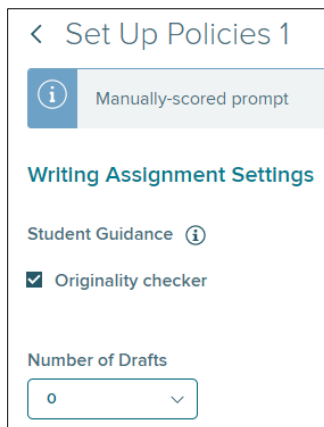 Set Up Policies 1
Manually-scored prompt
Writing Assignment Settings
Student Guidance
Originality checker
Number of Drafts
0